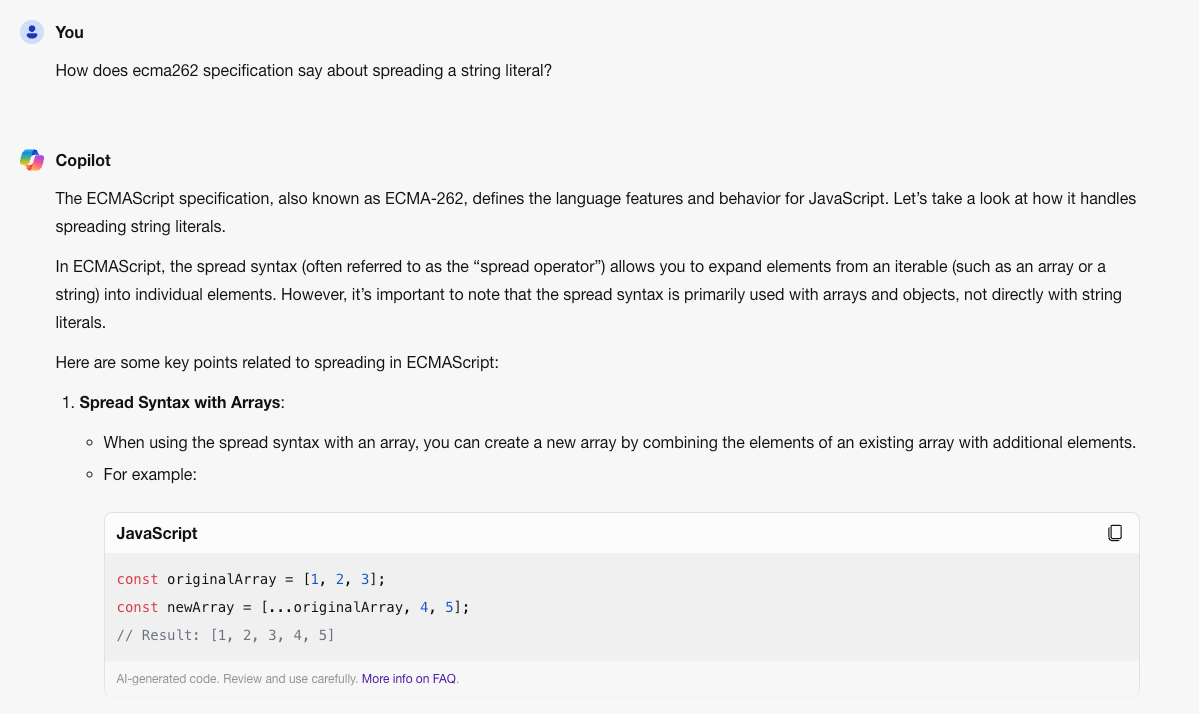 You
How does ecma262 specification say about spreading a string literal?
Copilot
The ECMAScript specification, also known as ECMA-262, defines the language features and behavior for JavaScript. Let’s take a look at how it handles
spreading string literals.
In ECMAScript, the spread syntax (often referred to as the “spread operator”) allows you to expand elements from an iterable (such as an array or a
string) into individual elements. However, it’s important to note that the spread syntax is primarily used with arrays and objects, not directly with string
literals.
Here are some key points related to spreading in ECMAScript:
1. Spread Syntax with Arrays:
◦ When using the spread syntax with an array, you can create a new array by combining the elements of an existing array with additional elements.
◦ For example:
JavaScript
const originalArray = [1, 2, 3];
const newArray = [...originalArray, 4, 5];
// Result: [1, 2, 3, 4, 5]
AI-generated code. Review and use carefully. More info on FAQ.